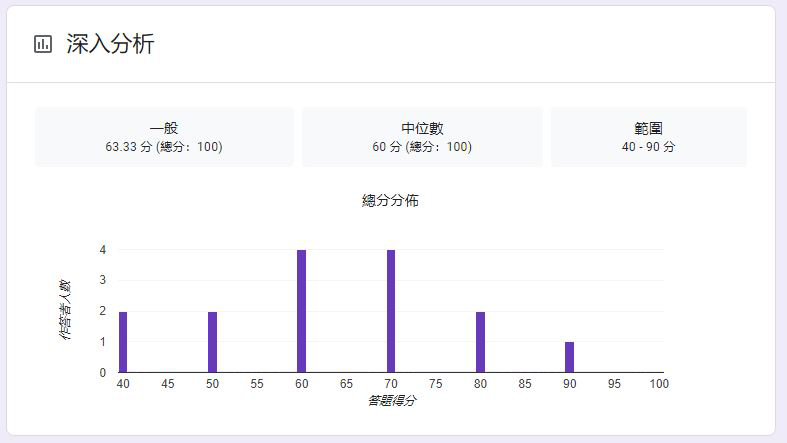 深入分析
一般
63.33 分 (總分：100)
中位數
60 分 (總分：100)
範圍
40 - 90 分
總分分佈
作答者人數
4
3
2
1
0
40 45 50 55 60 65 70 75 80 85 90 95 100
答題得分